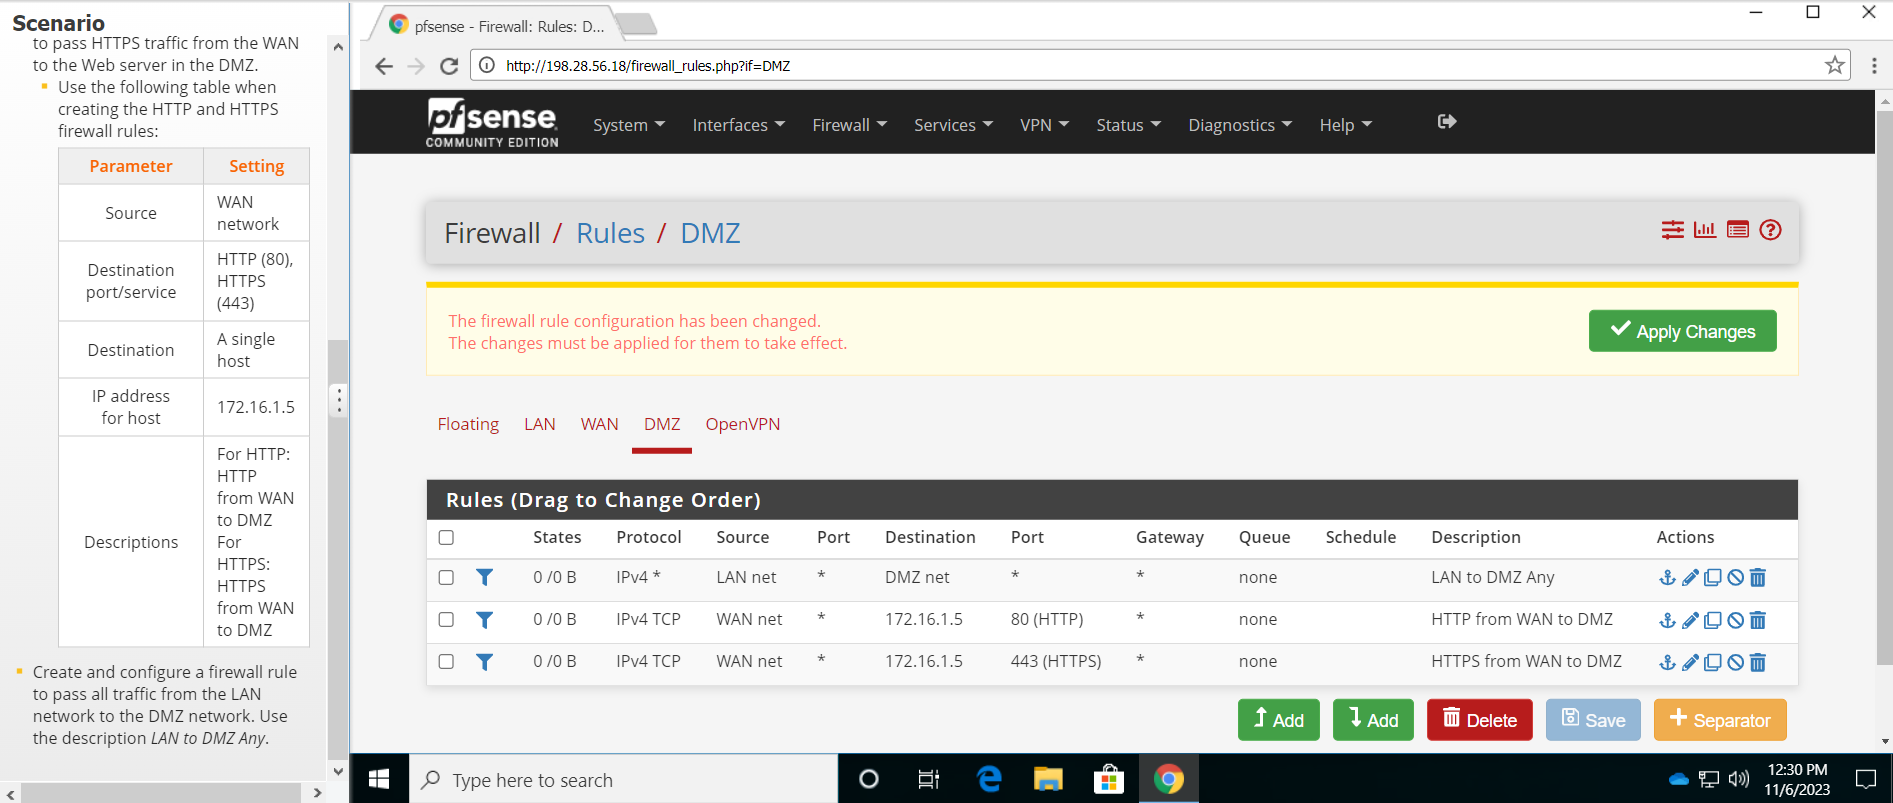 Scenario
to pass HTTPS traffic from the WAN
to the Web server in the DMZ.
Use the following table when
creating the HTTP and HTTPS
firewall rules:
Parameter Setting
Source WAN
network
Destination
port/service HTTP (80),
HTTPS
(443)
Destination A single
host
IP address
for host 172.16.1.5
Descriptions For HTTP:
HTTP
from WAN
to DMZ
For
HTTPS:
HTTPS
from WAN
to DMZ
Create and configure a firewall rule
to pass all traffic from the LAN
network to the DMZ network. Use
the description LAN to DMZ Any.
pfsense - Firewall: Rules: D...
http://198.28.56.18/firewall_rules.php?if=DMZ
pfsense
COMMUNITY EDITION
System Interfaces Firewall Services VPN Status Diagnostics Help
Firewall / Rules / DMZ
The firewall rule configuration has been changed.
The changes must be applied for them to take effect.
Apply Changes
Floating LAN WAN DMZ OpenVPN
Rules (Drag to Change Order)
States Protocol Source Port Destination Port Gateway Queue Schedule Description Actions
0 /0 B IPv4 * LAN net * DMZ net * * none LAN to DMZ Any
0 /0 B IPv4 TCP WAN net * 172.16.1.5 80 (HTTP) * none HTTP from WAN to DMZ
0 /0 B IPv4 TCP WAN net * 172.16.1.5 443 (HTTPS) * none HTTPS from WAN to DMZ
Add Add Delete Save Separator
Type here to search
12:30 PM
11/6/2023